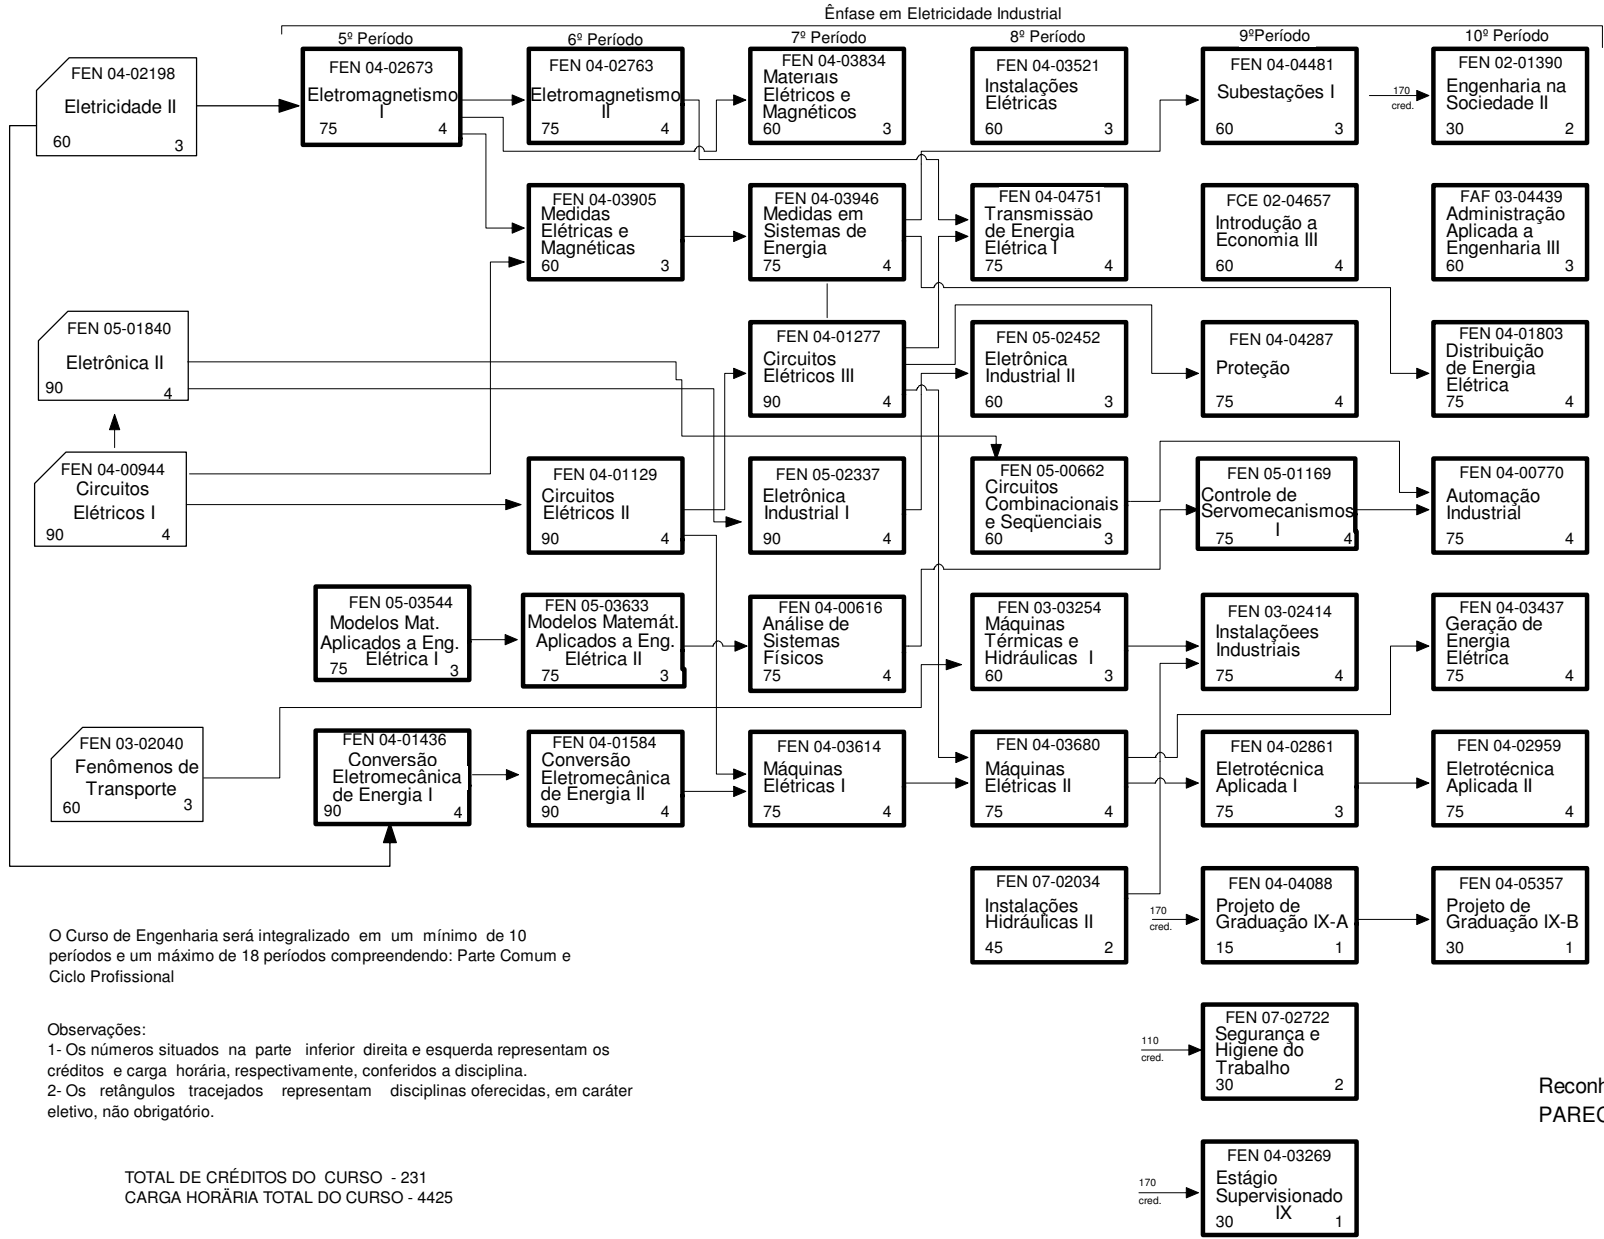 Ênfase em Eletricidade Industrial
5º Período
6º Período
7º Período
8º Período
9ºPeríodo
10º Período
FEN 04-02198
Eletricidade II
60
3
FEN 04-02673
Eletromagnetismo
I
75
4
FEN 04-02763
Eletromagnetismo
II
75
4
FEN 04-03834
Materiais
Elétricos e
Magnéticos
60
3
FEN 04-03521
Instalações
Elétricas
60
3
FEN 04-04481
Subestações I
60
3
170
cred.
FEN 02-01390
Engenharia na
Sociedade II
30
2
FEN 04-03905
Medidas
Elétricas e
Magnéticas
60
3
FEN 04-03946
Medidas em
Sistemas de
Energia
75
4
FEN 04-04751
Transmissão
de Energia
Elétrica I
75
4
FCE 02-04657
Introdução a
Economia III
60
4
FAF 03-04439
Administração
Aplicada a
Engenharia III
60
3
FEN 05-01840
Eletrônica II
90
4
FEN 04-01277
Circuitos
Elétricos III
90
4
FEN 05-02452
Eletrônica
Industrial II
60
3
FEN 04-04287
Proteção
75
4
FEN 04-01803
Distribuição
de Energia
Elétrica
75
4
FEN 04-00944
Circuitos
Elétricos I
90
4
FEN 04-01129
Circuitos
Elétricos II
90
4
FEN 05-02337
Eletrônica
Industrial I
90
4
FEN 05-00662
Circuitos
Combinacionais
e Seqüenciais
60
3
FEN 05-01169
Controle de
Servomecanismos
I
75
4
FEN 04-00770
Automação
Industrial
75
4
FEN 05-03544
Modelos Mat.
Aplicados a Eng.
Elétrica I
75
3
FEN 05-03633
Modelos Matemát.
Aplicados a Eng.
Elétrica II
75
3
FEN 04-00616
Análise de
Sistemas
Físicos
75
4
FEN 03-03254
Máquinas
Térmicas e
Hidráulicas I
60
3
FEN 03-02414
Instalaçõees
Industriais
75
4
FEN 04-03437
Geração de
Energia
Elétrica
75
4
FEN 03-02040
Fenômenos de
Transporte
60
3
FEN 04-01436
Conversão
Eletromecânica
de Energia I
90
4
FEN 04-01584
Conversão
Eletromecânica
de Energia II
90
4
FEN 04-03614
Máquinas
Elétricas I
75
4
FEN 04-03680
Máquinas
Elétricas II
75
4
FEN 04-02861
Eletrotécnica
Aplicada I
75
3
FEN 04-02959
Eletrotécnica
Aplicada II
75
4
FEN 07-02034
Instalações
Hidráulicas II
45
2
170
cred.
FEN 04-04088
Projeto de
Graduação IX-A
15
1
FEN 04-05357
Projeto de
Graduação IX-B
30
1
O Curso de Engenharia será integralizado em um mínimo de 10
períodos e um máximo de 18 períodos compreendendo: Parte Comum e
Ciclo Profissional
110
cred.
FEN 07-02722
Segurança e
Higiene do
Trabalho
30
2
Observações:
1- Os números situados na parte inferior direita e esquerda representam os
créditos e carga horária, respectivamente, conferidos a disciplina.
2- Os retângulos tracejados representam disciplinas oferecidas, em caráter
eletivo, não obrigatório.
Reconh
PAREC
170
cred.
FEN 04-03269
Estágio
Supervisionado
IX
30
1
TOTAL DE CRÉDITOS DO CURSO - 231
CARGA HORÄRIA TOTAL DO CURSO - 4425